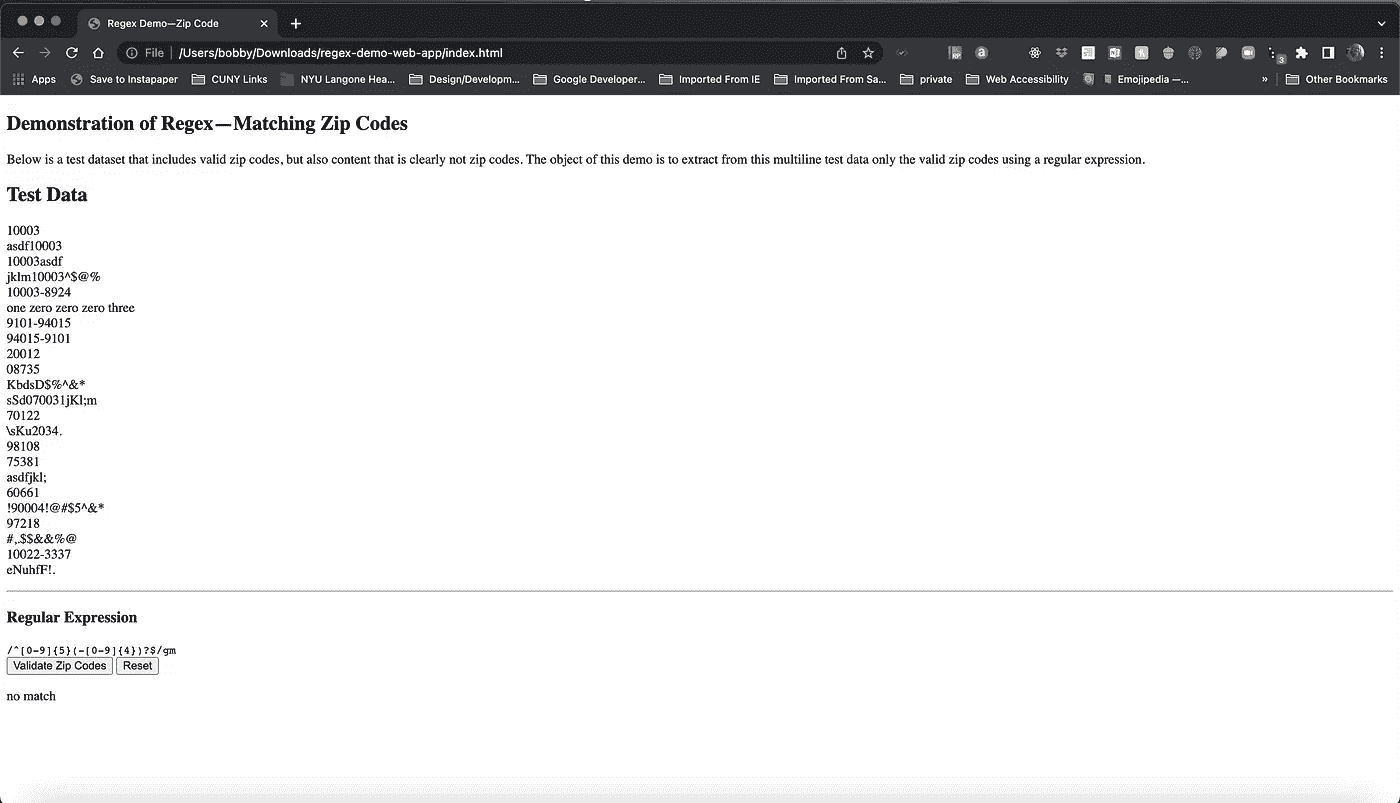 Regex Demo—Zip Code
File
/Users/bobby/Downloads/regex-demo-web-app/index.html
3
Apps Save to Instapaper CUNY Links NYU Langone Hea... Design/Developm... Google Developer... Imported From IE Imported From Sa... private Web Accessibility Emojipedia —... » Other Bookmarks
Demonstration of Regex—Matching Zip Codes
Below is a test dataset that includes valid zip codes, but also content that is clearly not zip codes. The object of this demo is to extract from this multiline test data only the valid zip codes using a regular expression.
Test Data
10003
asdf10003
10003asdf
jklm10003^$@%
10003-8924
one zero zero zero three
9101-94015
94015-9101
20012
08735
KbdsD$%^&*
sSd070031jKl;m
70122
\sKu2034.
98108
75381
asdfjkl;
60661
!90004!@#$5^&*
97218
#,.$$&&%@
10022-3337
eNuhfF!.
Regular Expression
/^[0-9]{5}(-[0-9]{4})?$/gm
Validate Zip Codes Reset
no match